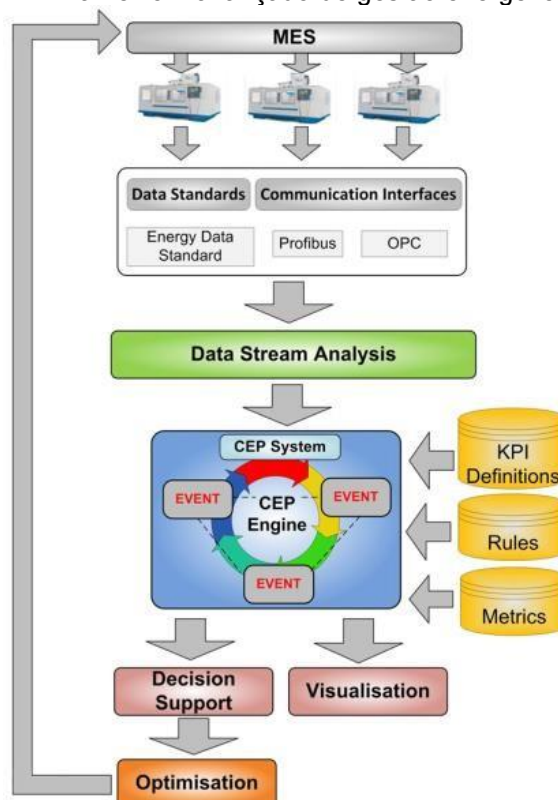 MES
Data Standards
Communication Interfaces
Energy Data
Standard
Profibus
OPC
Data Stream Analysis
CEP System
EVENT
CEP
Engine
EVENT
EVENT
KPI
Definitions
Rules
Metrics
Decision
Support
Visualisation
Optimisation